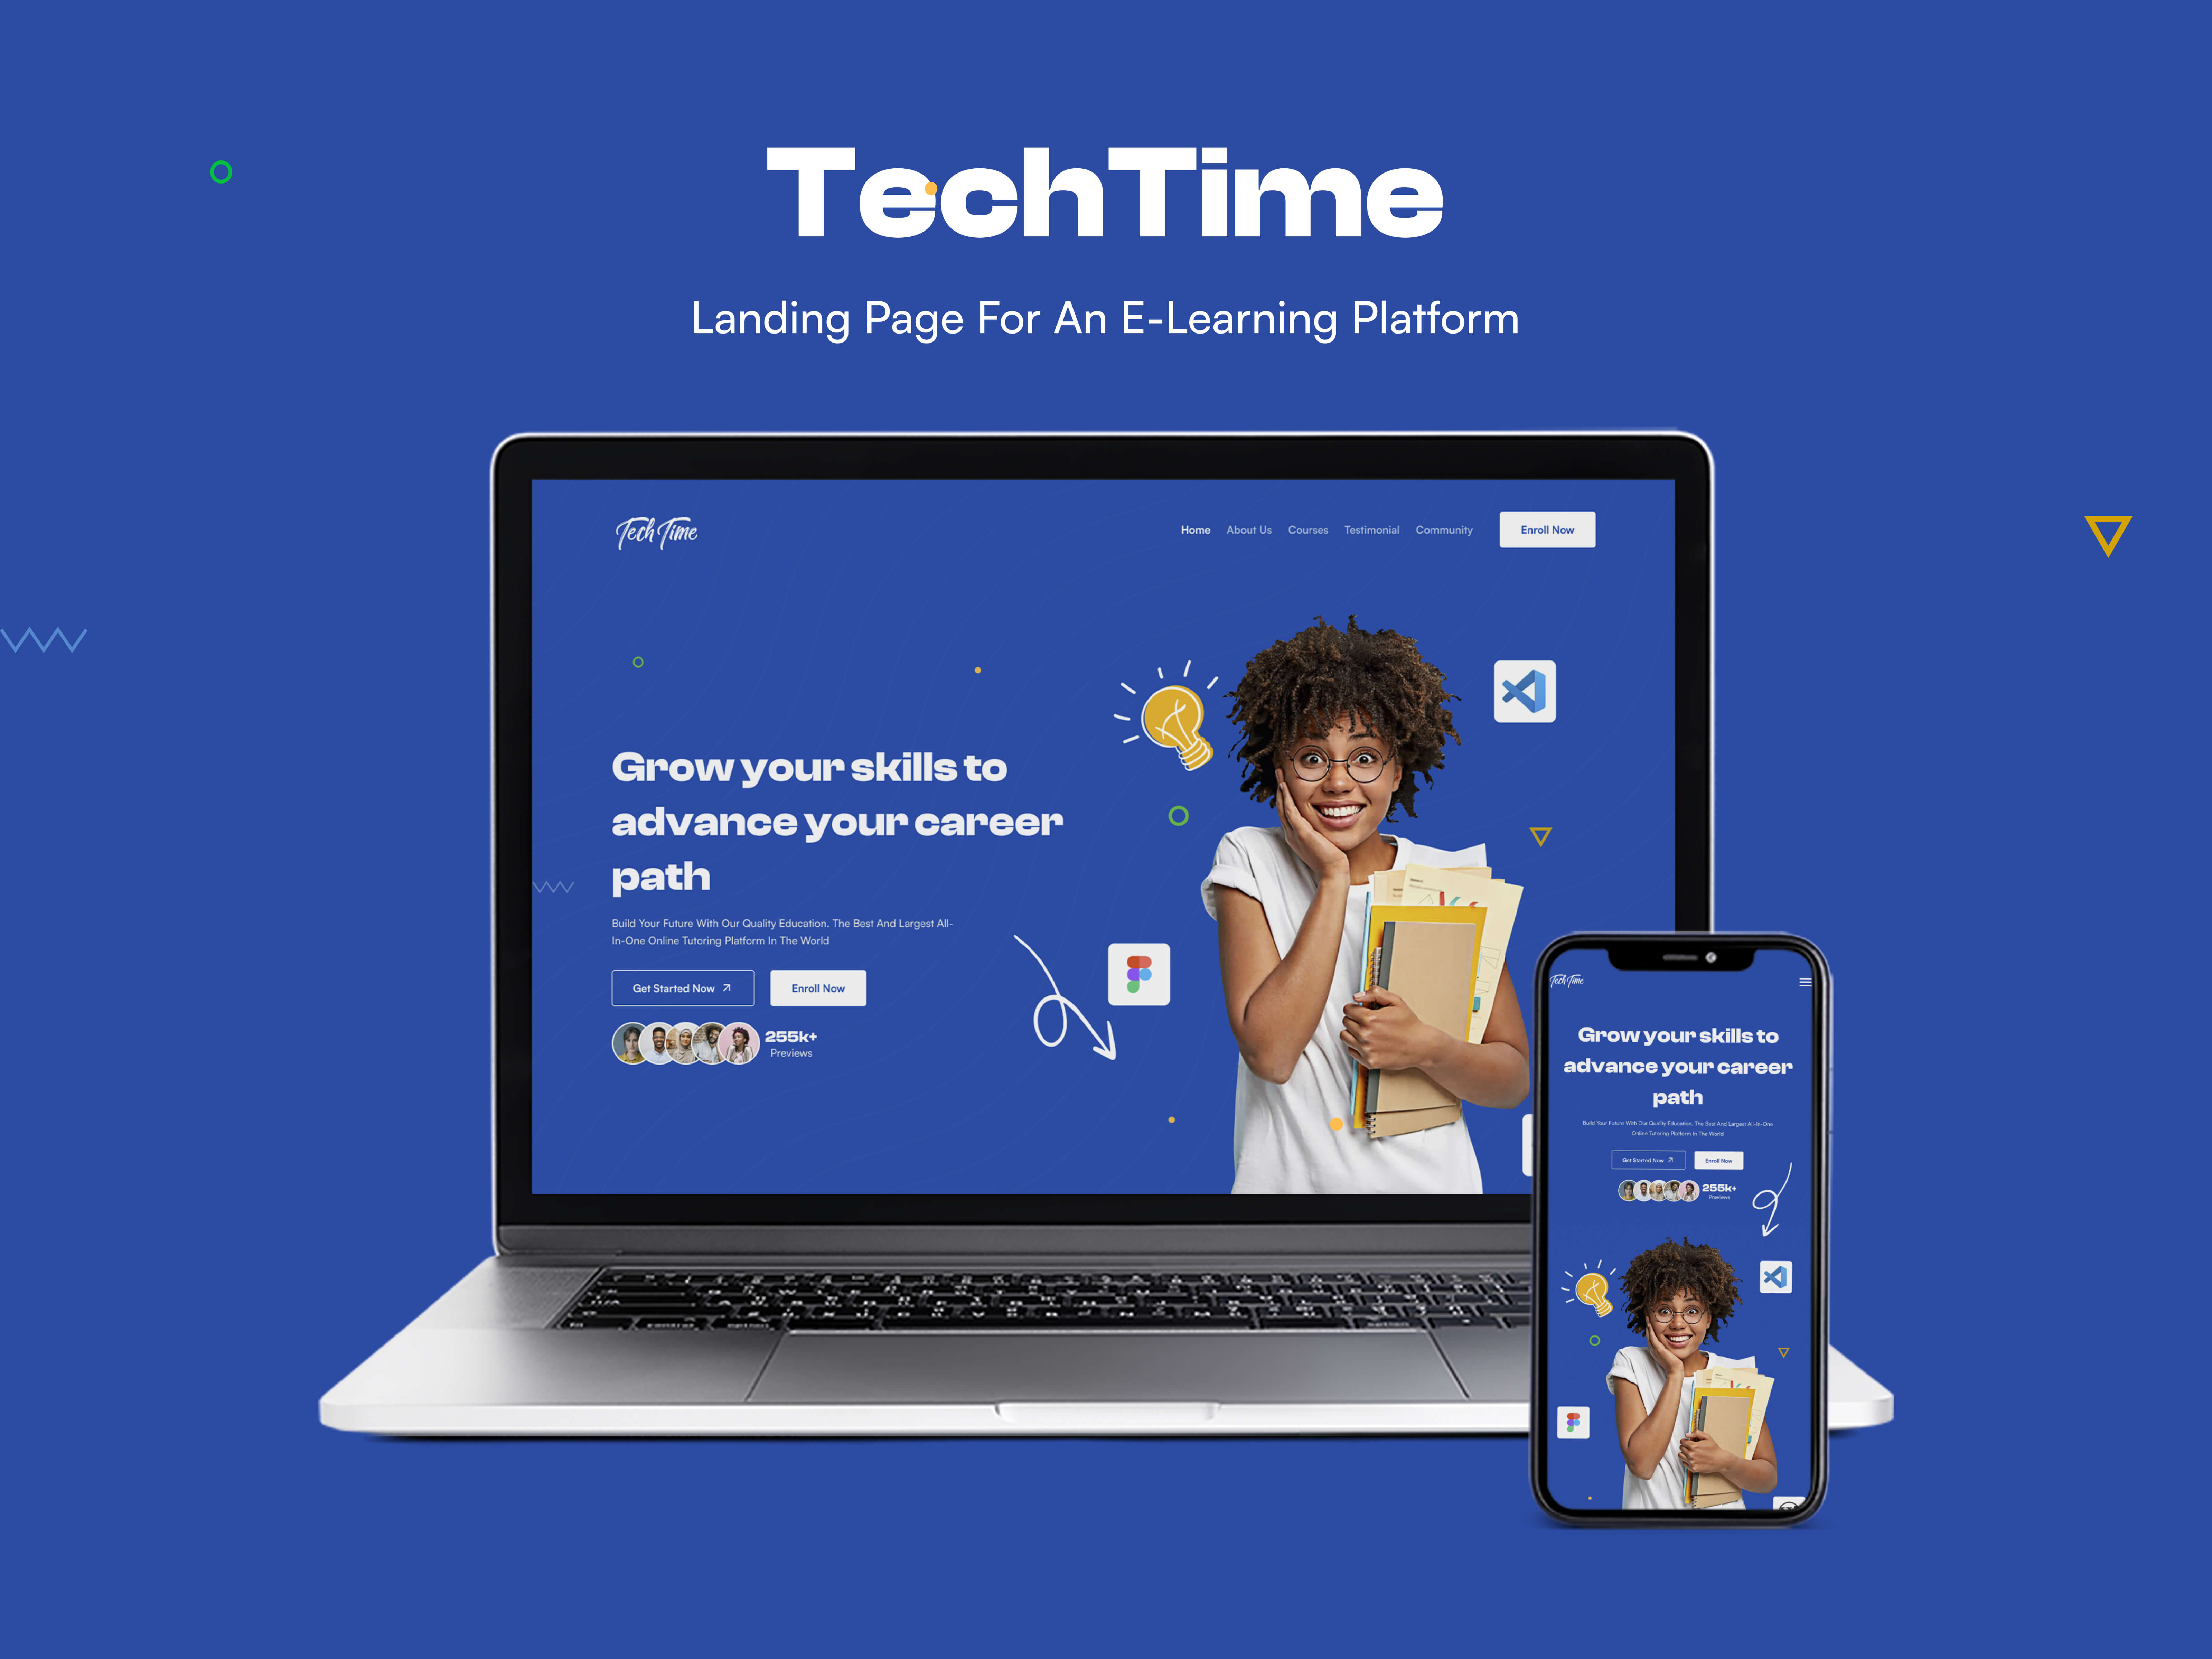 TechTime
Landing Page For An E-Learning Platform
Tech Time
Home About Us Courses Testimonial Community Enroll Now
Grow your skills to
advance your career
path
Build Your Future With Our Quality Education. The Best And Largest All-
In-One Online Tutoring Platform In The World
Get Started Now Enroll Now
255k+
Previews
Tech Time
Grow your skills to
advance your career
path
Build Your Future With Our Quality Education. The Best And Largest All-In-One
Online Tutoring Platform In The World
Get Started Now Enroll Now
255k+
Previews